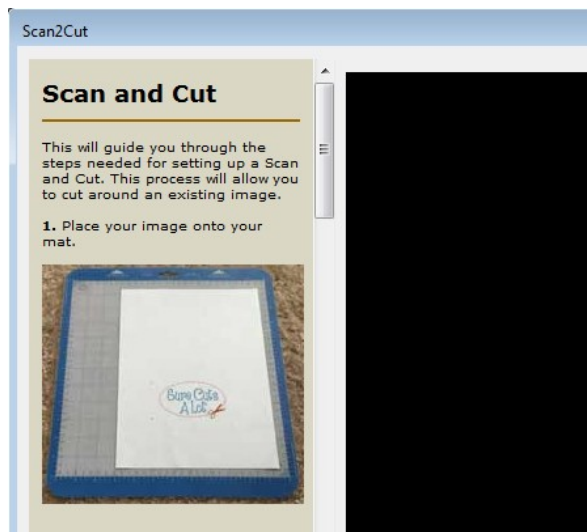 Scan2Cut
Scan and Cut
This will guide you through the
steps needed for setting up a Scan
and Cut. This process will allow you
to cut around an existing image.
1. Place your image onto your
mat.
Sure Cuts
A Lot